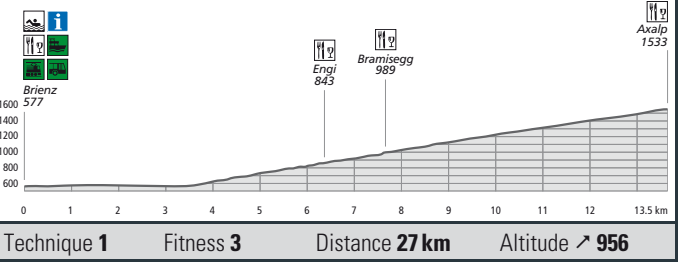 i
?
Brienz
577
?
Engi
843
?
Bramisegg
989
?
Axalp
1533
1600
1400
1200
1000
800
600
0 1 2 3 4 5 6 7 8 9 10 11 12 13.5 km
Technique 1 Fitness 3 Distance 27 km Altitude ↗ 956